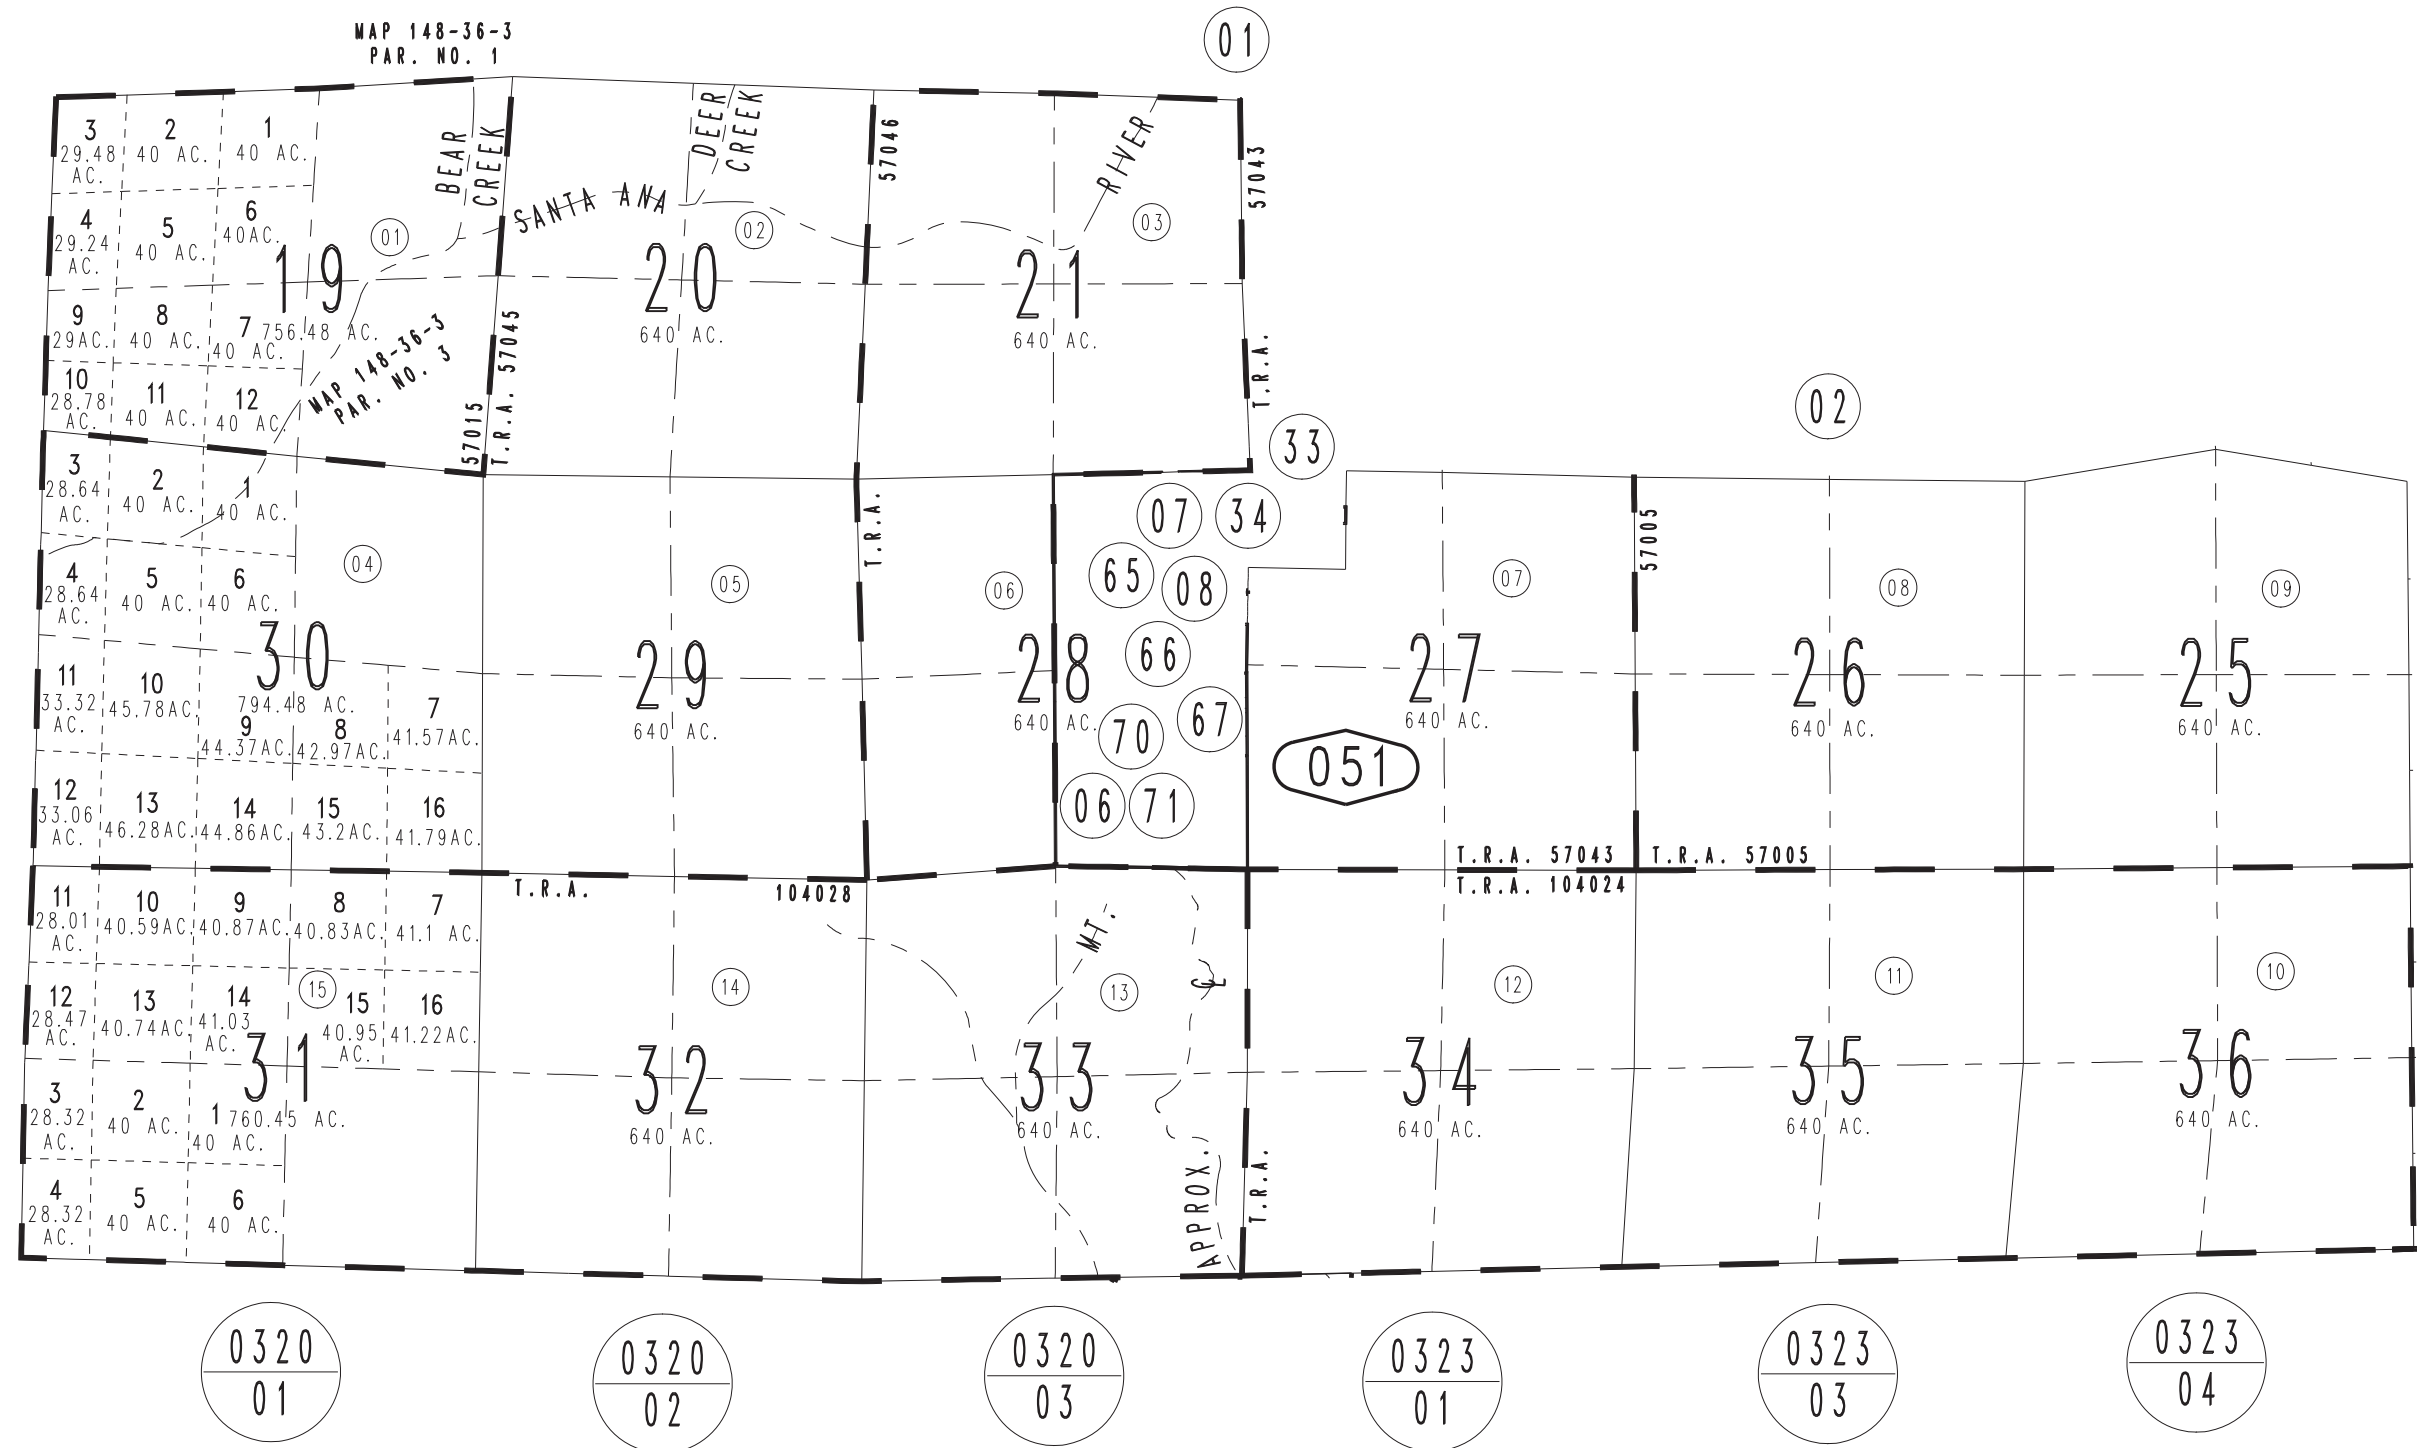 MAP 148-36-3
PAR. NO. 1
01
3
29.48
AC.
2
40 AC.
1
40 AC.
BEAR
CREEK
DEER
CREEK
57046
RIVER
57043
4
29.24
AC.
5
40 AC.
6
40AC.
01
SANTA ANA
02
03
19
756.48 AC.
20
640 AC.
21
640 AC.
9
29AC.
8
40 AC.
7
40 AC.
MAP 148-36-3
PAR. NO. 3
T.R.A. 57045
T.R.A.
10
28.78
AC.
11
40 AC.
12
40 AC.
57015
33
02
3
28.64
AC.
2
40 AC.
1
40 AC.
T.R.A.
07
34
57005
4
28.64
AC.
5
40 AC.
6
40 AC.
04
05
06
65
08
07
08
09
30
794.48 AC.
29
640 AC.
28
640 AC.
66
27
640 AC.
26
640 AC.
25
640 AC.
11
33.32
AC.
10
45.78AC.
9
44.37AC.
8
42.97AC.
7
41.57AC.
70
67
051
12
33.06
AC.
13
46.28AC.
14
44.86AC.
15
43.2AC.
16
41.79AC.
06
71
T.R.A. 57043
T.R.A. 57005
T.R.A. 104024
T.R.A. 104028
11
28.01
AC.
10
40.59AC.
9
40.87AC.
8
40.83AC.
7
41.1 AC.
MT.
12
28.47
AC.
13
40.74AC.
14
41.03
AC.
15
15
40.95
AC.
16
41.22AC.
14
13
℄
12
11
10
31
760.45 AC.
32
640 AC.
33
640 AC.
34
640 AC.
35
640 AC.
36
640 AC.
3
28.32
AC.
2
40 AC.
1
40 AC.
4
28.32
AC.
5
40 AC.
6
40 AC.
APPROX.
T.R.A.
0320
01
0320
02
0320
03
0323
01
0323
03
0323
04